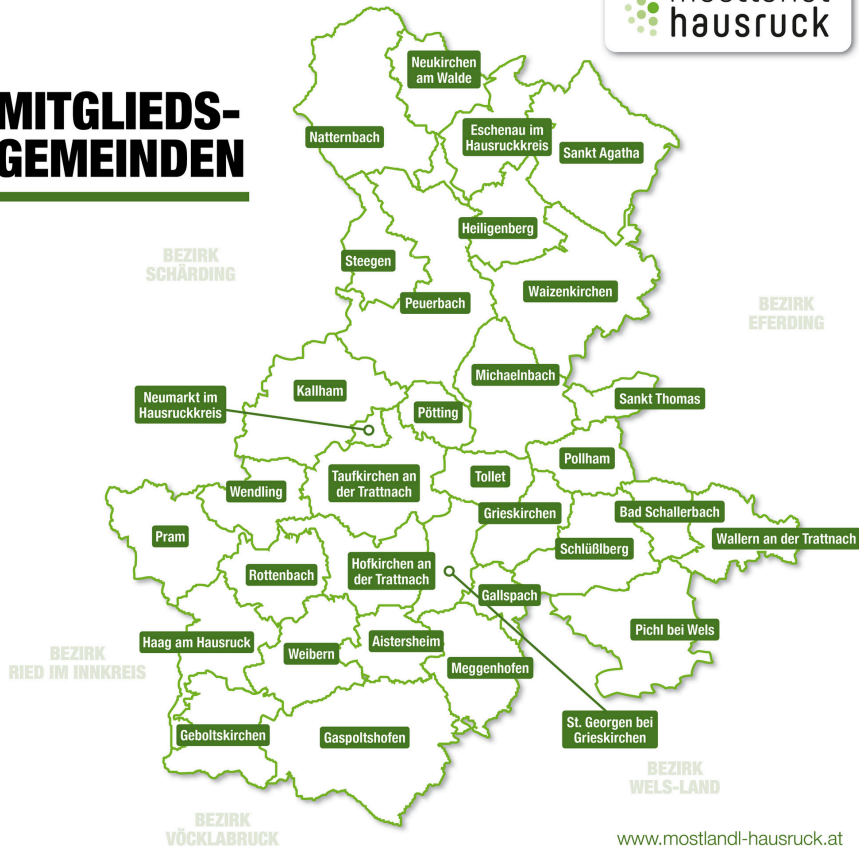 hausruck
MITGLIEDS-
GEMEINDEN
Neukirchen
am Walde
Natternbach
Eschenau im
Hausruckkreis
Sankt Agatha
Heiligenberg
BEZIRK
SCHÄRDING
Steegen
Peuerbach
Waizenkirchen
BEZIRK
EFERDING
Michaelnbach
Kallham
Neumarkt im
Hausruckkreis
Pötting
Sankt Thomas
Pollham
Taufkirchen an
der Trattnach
Tollet
Wendling
Grieskirchen
Bad Schallerbach
Pram
Schlüßlberg
Wallern an der Trattnach
Rottenbach
Hofkirchen an
der Trattnach
Gallspach
Pichl bei Wels
Haag am Hausruck
Weibern
Aistersheim
Meggenhofen
BEZIRK
RIED IM INNKREIS
Geboltskirchen
Gaspoltshofen
St. Georgen bei
Grieskirchen
BEZIRK
WELS-LAND
BEZIRK
VÖCKLABRUCK
www.mostlandl-hausruck.at